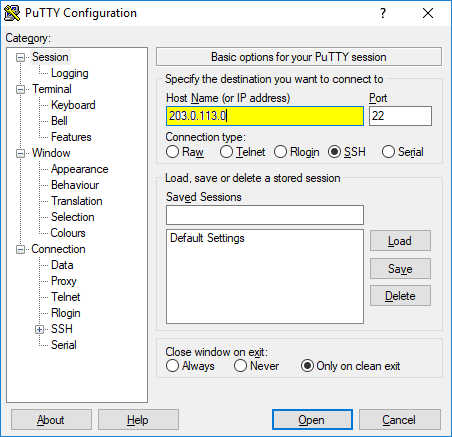 PuTTY Configuration
? ×
Category:
Session
Logging
Terminal
Keyboard
Bell
Features
Window
Appearance
Behaviour
Translation
Selection
Colours
Connection
Data
Proxy
Telnet
Rlogin
SSH
Serial
Basic options for your PuTTY session
Specify the destination you want to connect to
Host Name (or IP address) Port
203.0.113.0 22
Connection type:
Raw Telnet Rlogin SSH Serial
Load, save or delete a stored session
Saved Sessions
Default Settings
Load
Save
Delete
Close window on exit:
Always Never Only on clean exit
About Help Open Cancel